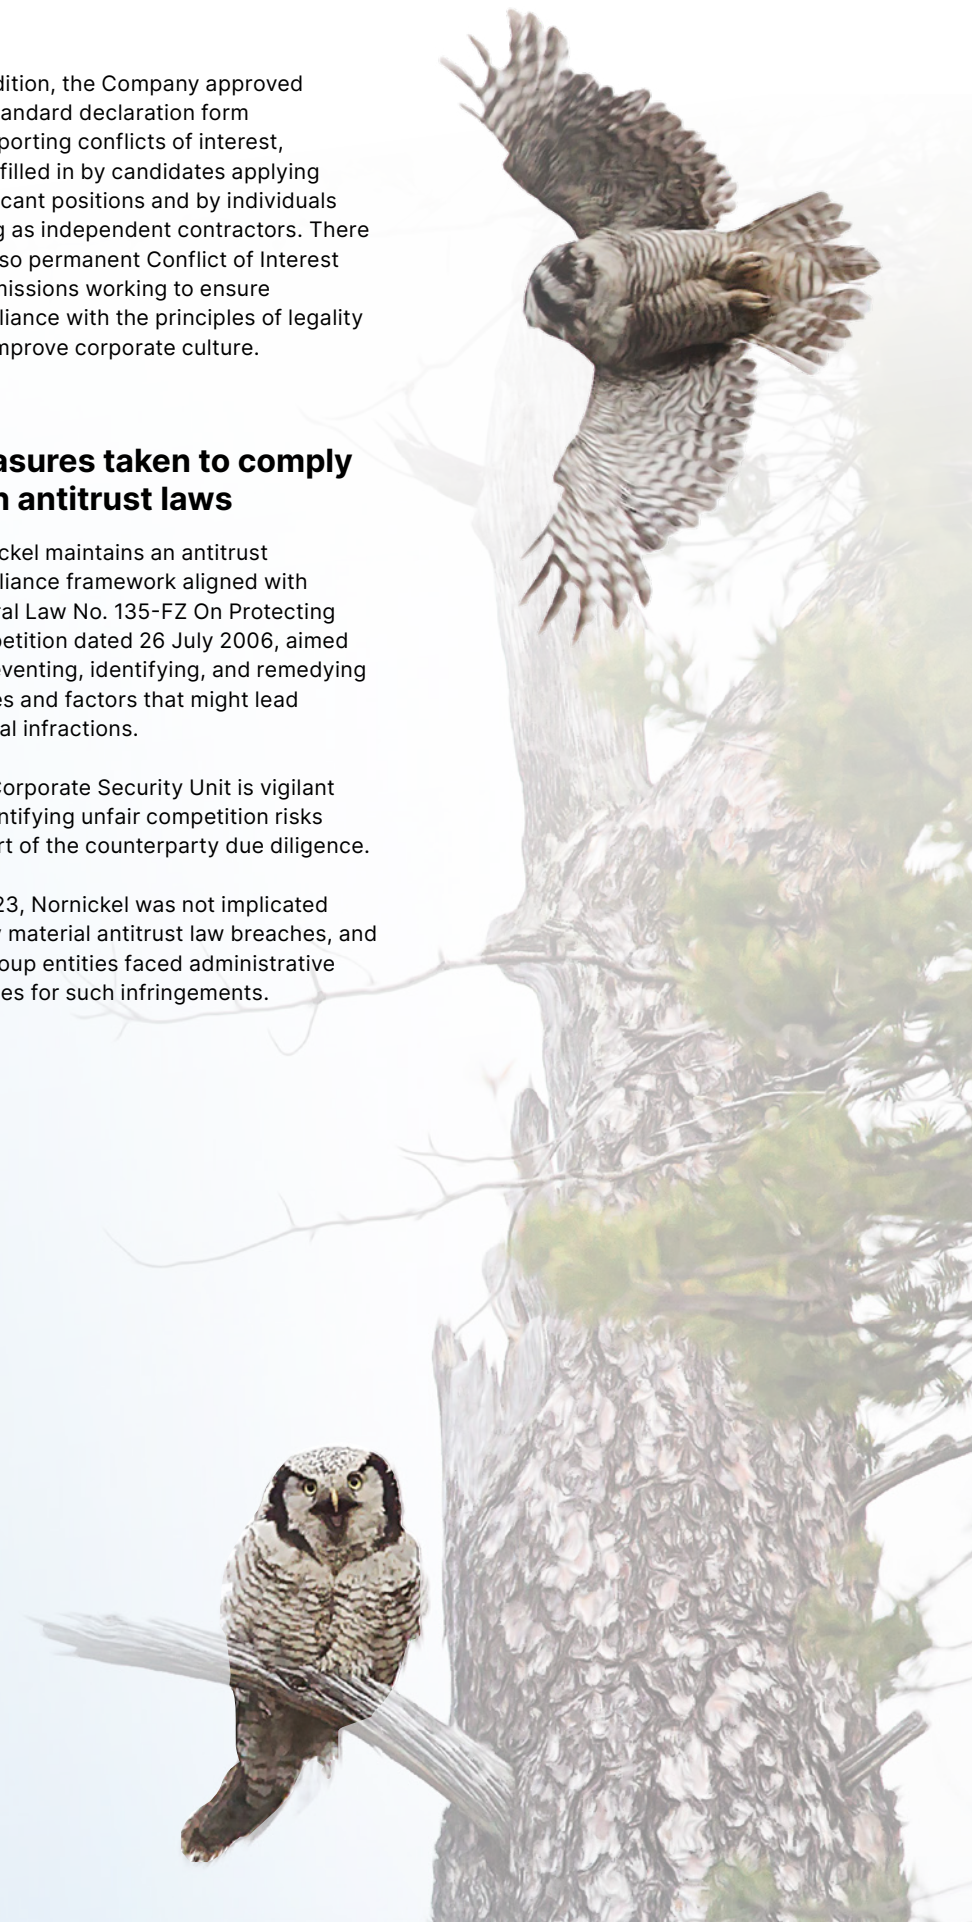 dition, the Company approved
andard declaration form
porting conflicts of interest,
filled in by candidates applying
cant positions and by individuals
g as independent contractors. There
so permanent Conflict of Interest
missions working to ensure
liance with the principles of legality
mprove corporate culture.
asures taken to comply
n antitrust laws
ckel maintains an antitrust
liance framework aligned with
ral Law No. 135-FZ On Protecting
petition dated 26 July 2006, aimed
eventing, identifying, and remedying
es and factors that might lead
al infractions.
Corporate Security Unit is vigilant
ntifying unfair competition risks
rt of the counterparty due diligence.
23, Nornickel was not implicated
y material antitrust law breaches, and
oup entities faced administrative
es for such infringements.